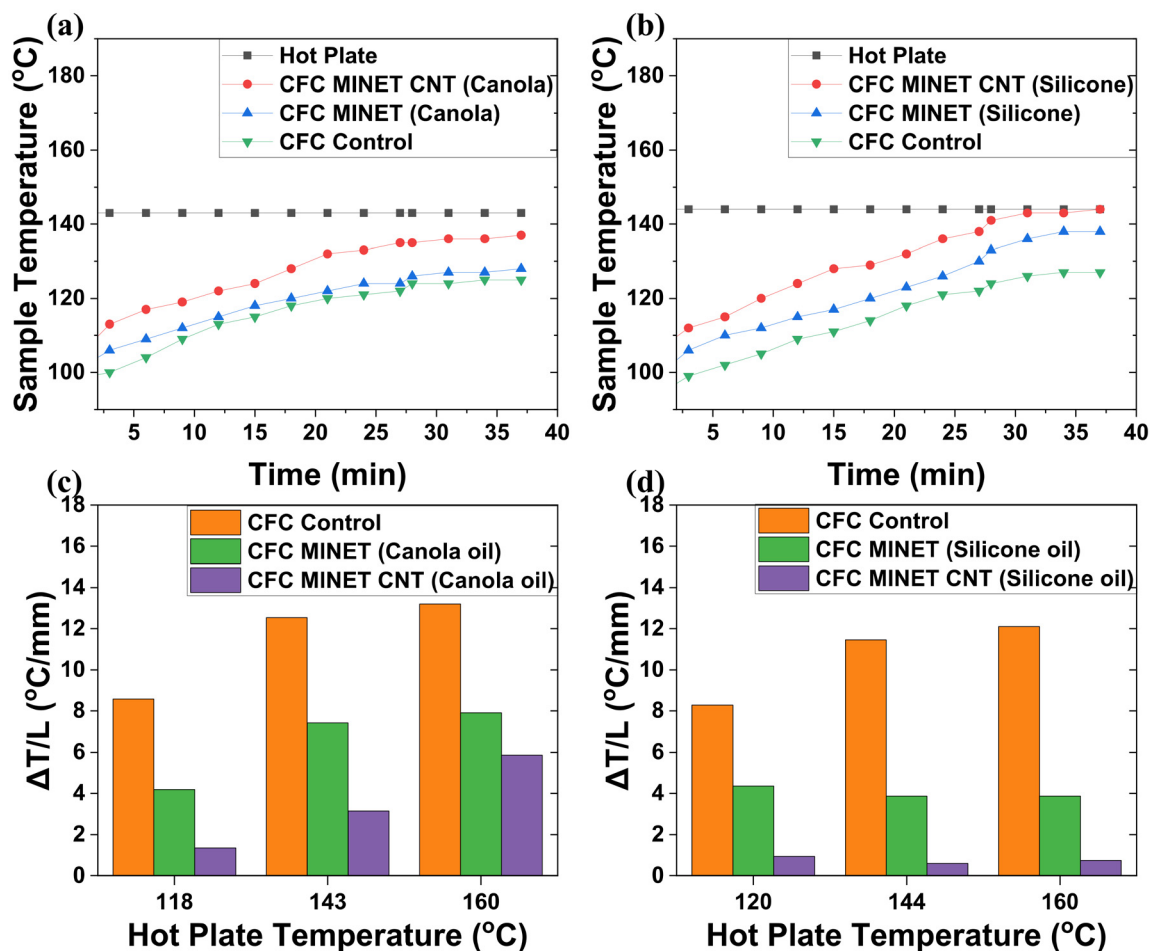 (a)
Sample Temperature (°C)
180
160
140
120
100
Hot Plate
CFC MINET CNT (Canola)
CFC MINET (Canola)
CFC Control
5 10 15 20 25 30 35 40
Time (min)
(b)
Sample Temperature (°C)
180
160
140
120
100
Hot Plate
CFC MINET CNT (Silicone)
CFC MINET (Silicone)
CFC Control
5 10 15 20 25 30 35 40
Time (min)
(c)
ΔT/L (°C/mm)
18
16
14
12
10
8
6
4
2
0
CFC Control
CFC MINET (Canola oil)
CFC MINET CNT (Canola oil)
118 143 160
Hot Plate Temperature (°C)
(d)
ΔT/L (°C/mm)
18
16
14
12
10
8
6
4
2
0
CFC Control
CFC MINET (Silicone oil)
CFC MINET CNT (Silicone oil)
120 144 160
Hot Plate Temperature (°C)